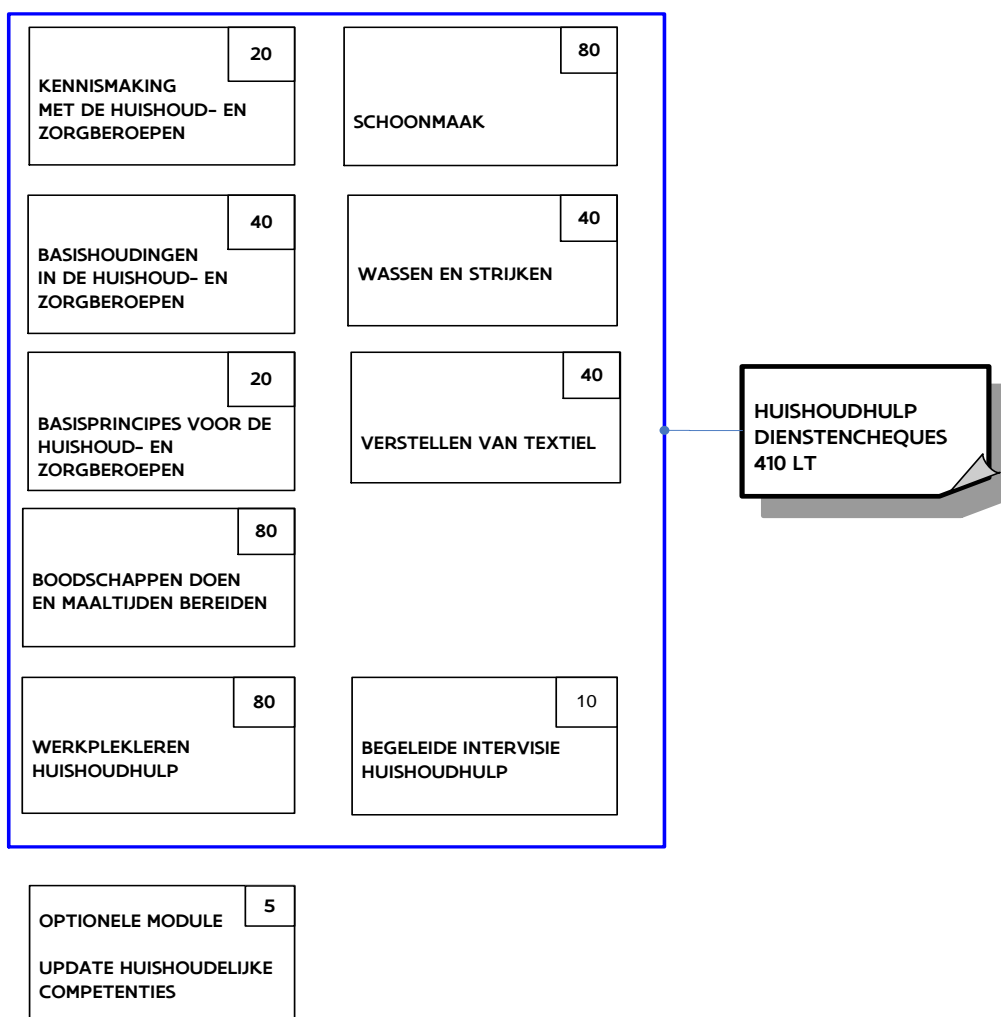 20
KENNISMAKING
MET DE HUISHOUD- EN
ZORGBEROEPEN
80
SCHOONMAAK
40
BASISHOUDINGEN
IN DE HUISHOUD- EN
ZORGBEROEPEN
40
WASSEN EN STRIJKEN
20
BASISPRINCIPES VOOR DE
HUISHOUD- EN
ZORGBEROEPEN
40
VERSTELLEN VAN TEXTIEL
80
BOODSCHAPPEN DOEN
EN MAALTIJDEN BEREIDEN
80
WERKPLEKLEREN
HUISHOUDHULP
10
BEGELEIDE INTERVISIE
HUISHOUDHULP
HUISHOUDHULP
DIENSTENCHEQUES
410 LT
5
OPTIONELE MODULE
UPDATE HUISHOUDELIJKE
COMPETENTIES